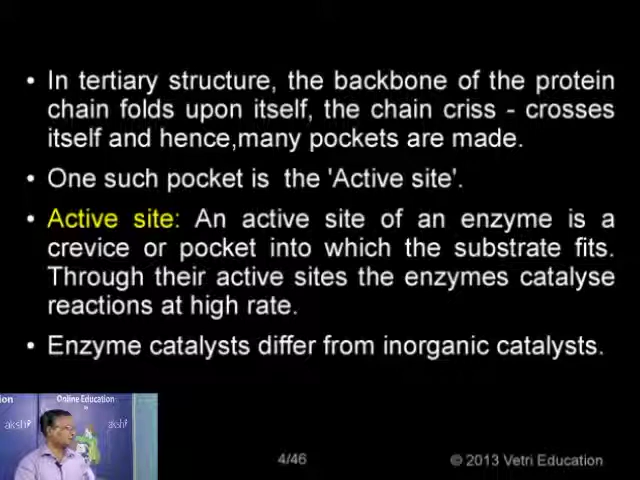 • In tertiary structure, the backbone of the protein
chain folds upon itself, the chain criss - crosses
itself and hence,many pockets are made.
• One such pocket is the 'Active site'.
• Active site: An active site of an enzyme is a
crevice or pocket into which the substrate fits.
Through their active sites the enzymes catalyse
reactions at high rate.
• Enzyme catalysts differ from inorganic catalysts.
Online Education
4/46
© 2013 Vetri Education